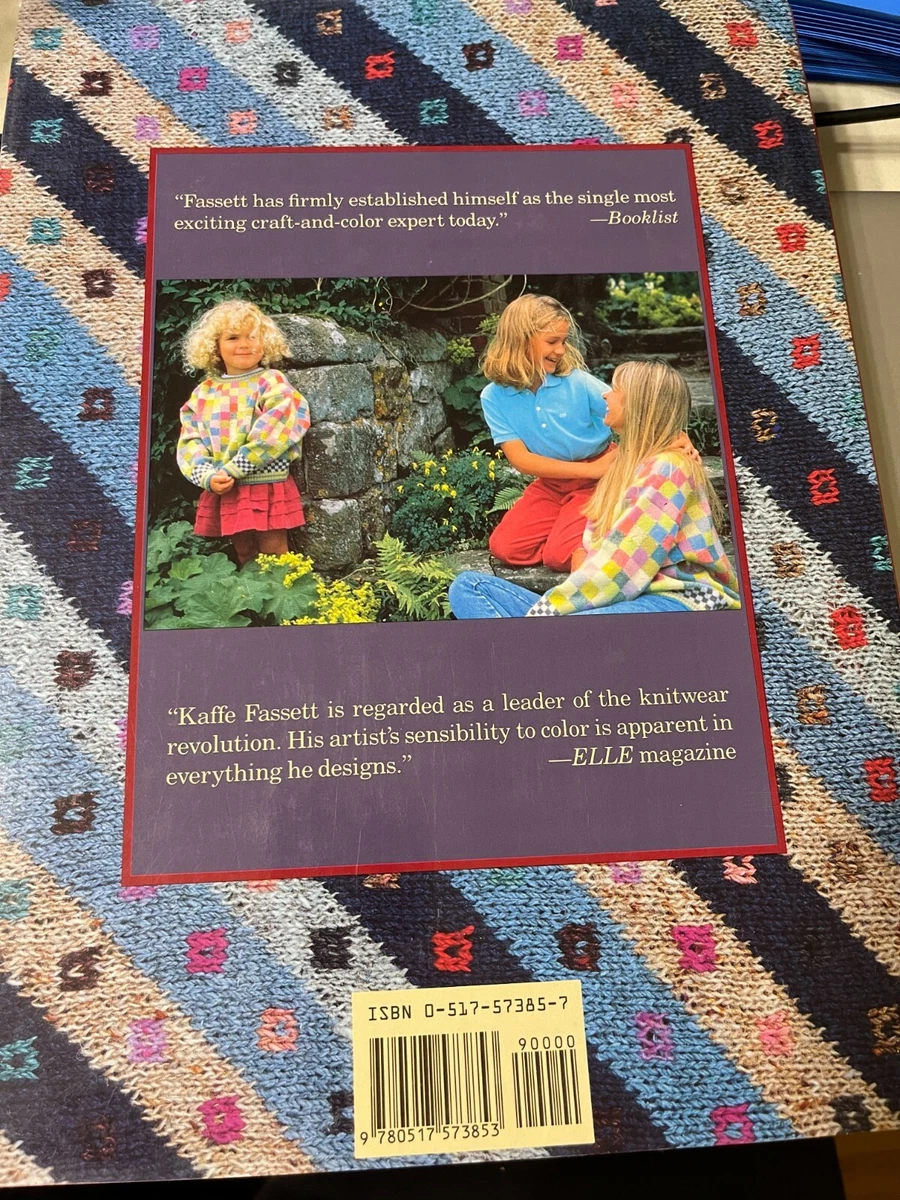 “Fassett has firmly established himself as the single most
exciting craft-and-color expert today.” —Booklist
“Kaffe Fassett is regarded as a leader of the knitwear
revolution. His artist’s sensibility to color is apparent in
everything he designs.” —ELLE magazine
ISBN 0-517-57385-7
90000
9 780517 573853